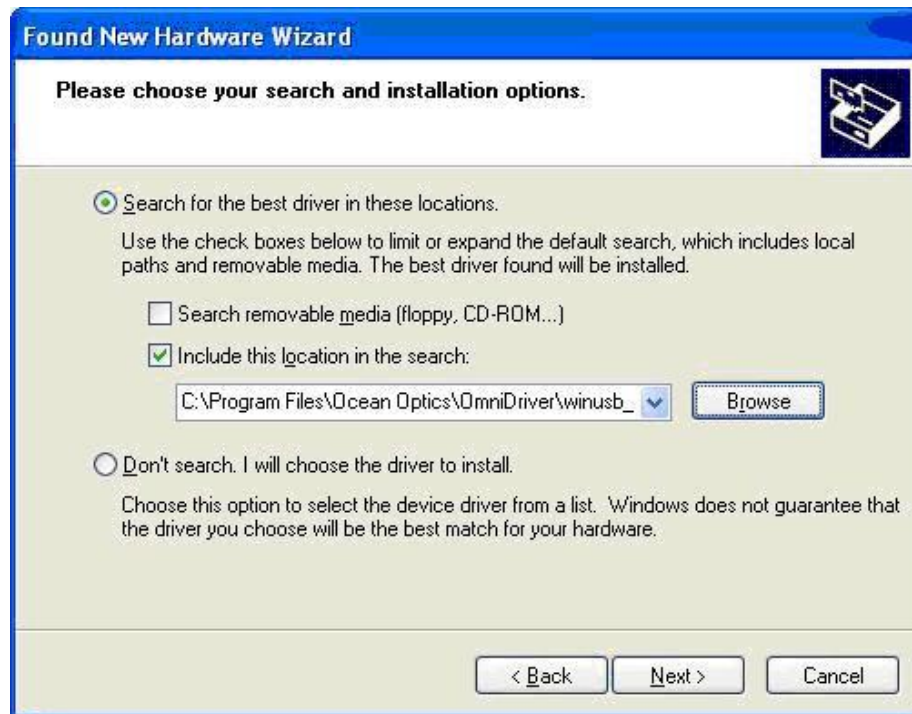 Found New Hardware Wizard
Please choose your search and installation options.
Search for the best driver in these locations.
Use the check boxes below to limit or expand the default search, which includes local
paths and removable media. The best driver found will be installed.
Search removable media (floppy, CD-ROM...)
Include this location in the search:
C:\Program Files\Ocean Optics\OmniDriver\winusb_
Browse
Don't search. I will choose the driver to install.
Choose this option to select the device driver from a list. Windows does not guarantee that
the driver you choose will be the best match for your hardware.
< Back
Next >
Cancel